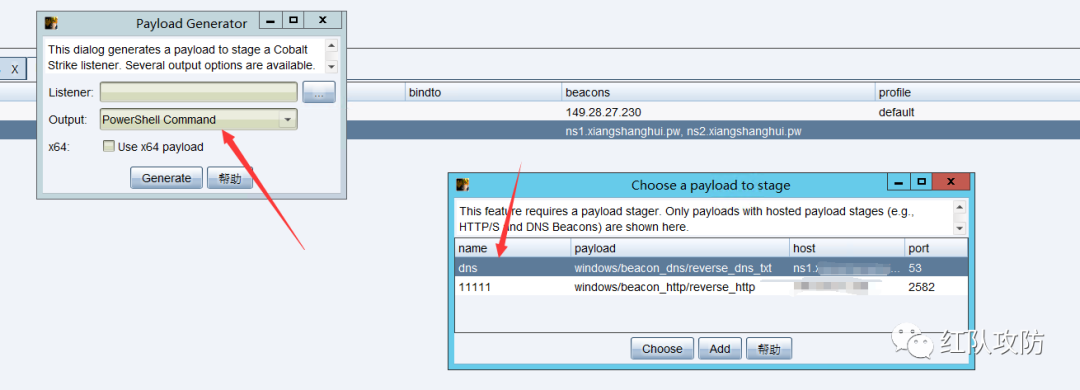 Payload Generator
This dialog generates a payload to stage a Cobalt
Strike listener. Several output options are available.
X
Listener:
...
bindto
beacons
profile
149.28.27.230
default
Output:
PowerShell Command
ns1.xiangshanghui.pw, ns2.xiangshanghui.pw
x64:
Use x64 payload
Generate
帮助
Choose a payload to stage
This feature requires a payload stager. Only payloads with hosted payload stages (e.g.,
HTTP/S and DNS Beacons) are shown here.
name
payload
host
port
dns
windows/beacon_dns/reverse_dns_txt
ns1.x
...
53
11111
windows/beacon_http/reverse_http
2582
Choose
Add
帮助
红队攻防